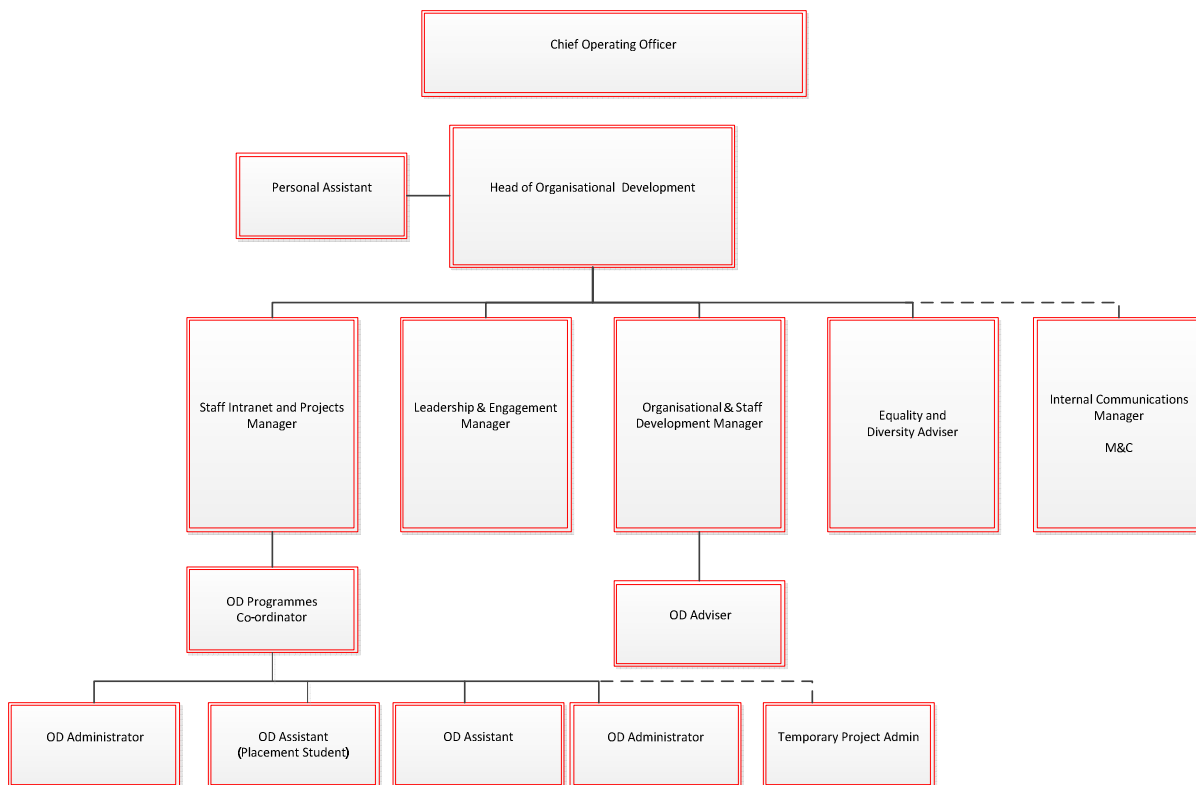 Chief Operating Officer
Personal Assistant
Head of Organisational Development
Staff Intranet and Projects
Manager
Leadership & Engagement
Manager
Organisational & Staff
Development Manager
Equality and
Diversity Adviser
Internal Communications
Manager
M&C
OD Programmes
Co-ordinator
OD Adviser
OD Administrator
OD Assistant
(Placement Student)
OD Assistant
OD Administrator
Temporary Project Admin